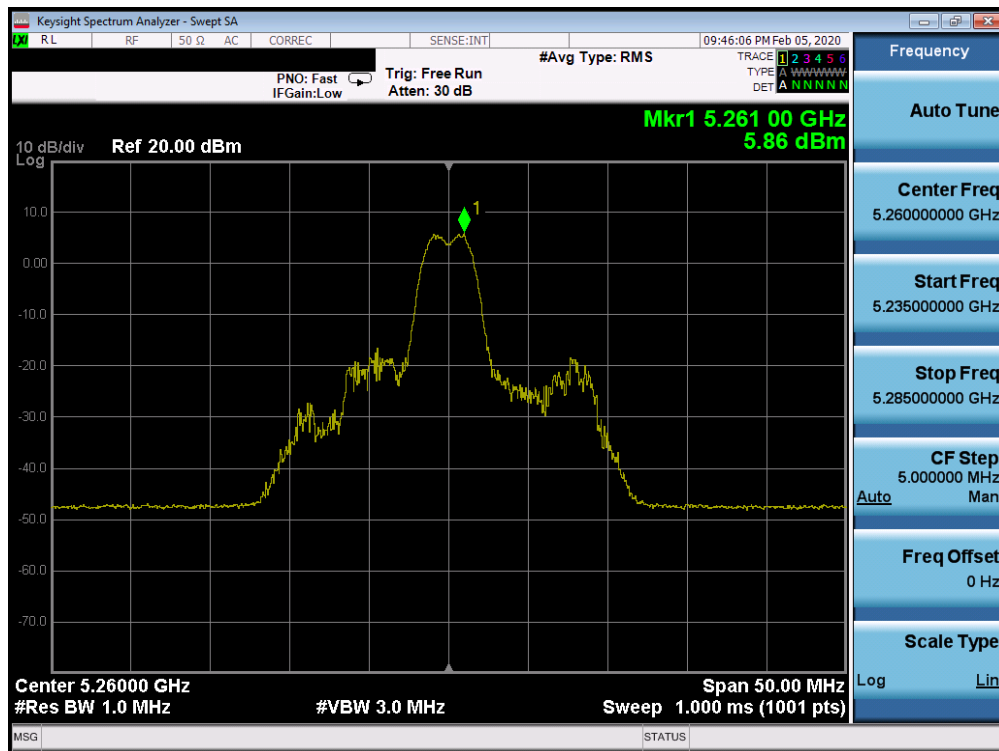 Keysight Spectrum Analyzer - Swept SA
LXI RL RF 50 Ω AC CORREC SENSE:INT 09:46:06 PM Feb 05, 2020
#Avg Type: RMS
TRACE 1 2 3 4 5 6
PNO: Fast Trig: Free Run
TYPE A WWWWW
IFGain:Low Atten: 30 dB
DET A N N N N N
Mkr1 5.261 00 GHz
5.86 dBm
10 dB/div Ref 20.00 dBm
Log
1
10.0
0.00
-10.0
-20.0
-30.0
-40.0
-50.0
-60.0
-70.0
Center 5.26000 GHz Span 50.00 MHz
#Res BW 1.0 MHz #VBW 3.0 MHz Sweep 1.000 ms (1001 pts)
MSG STATUS
Frequency
Auto Tune
Center Freq
5.260000000 GHz
Start Freq
5.235000000 GHz
Stop Freq
5.285000000 GHz
CF Step
5.000000 MHz
Auto Man
Freq Offset
0 Hz
Scale Type
Log Lin